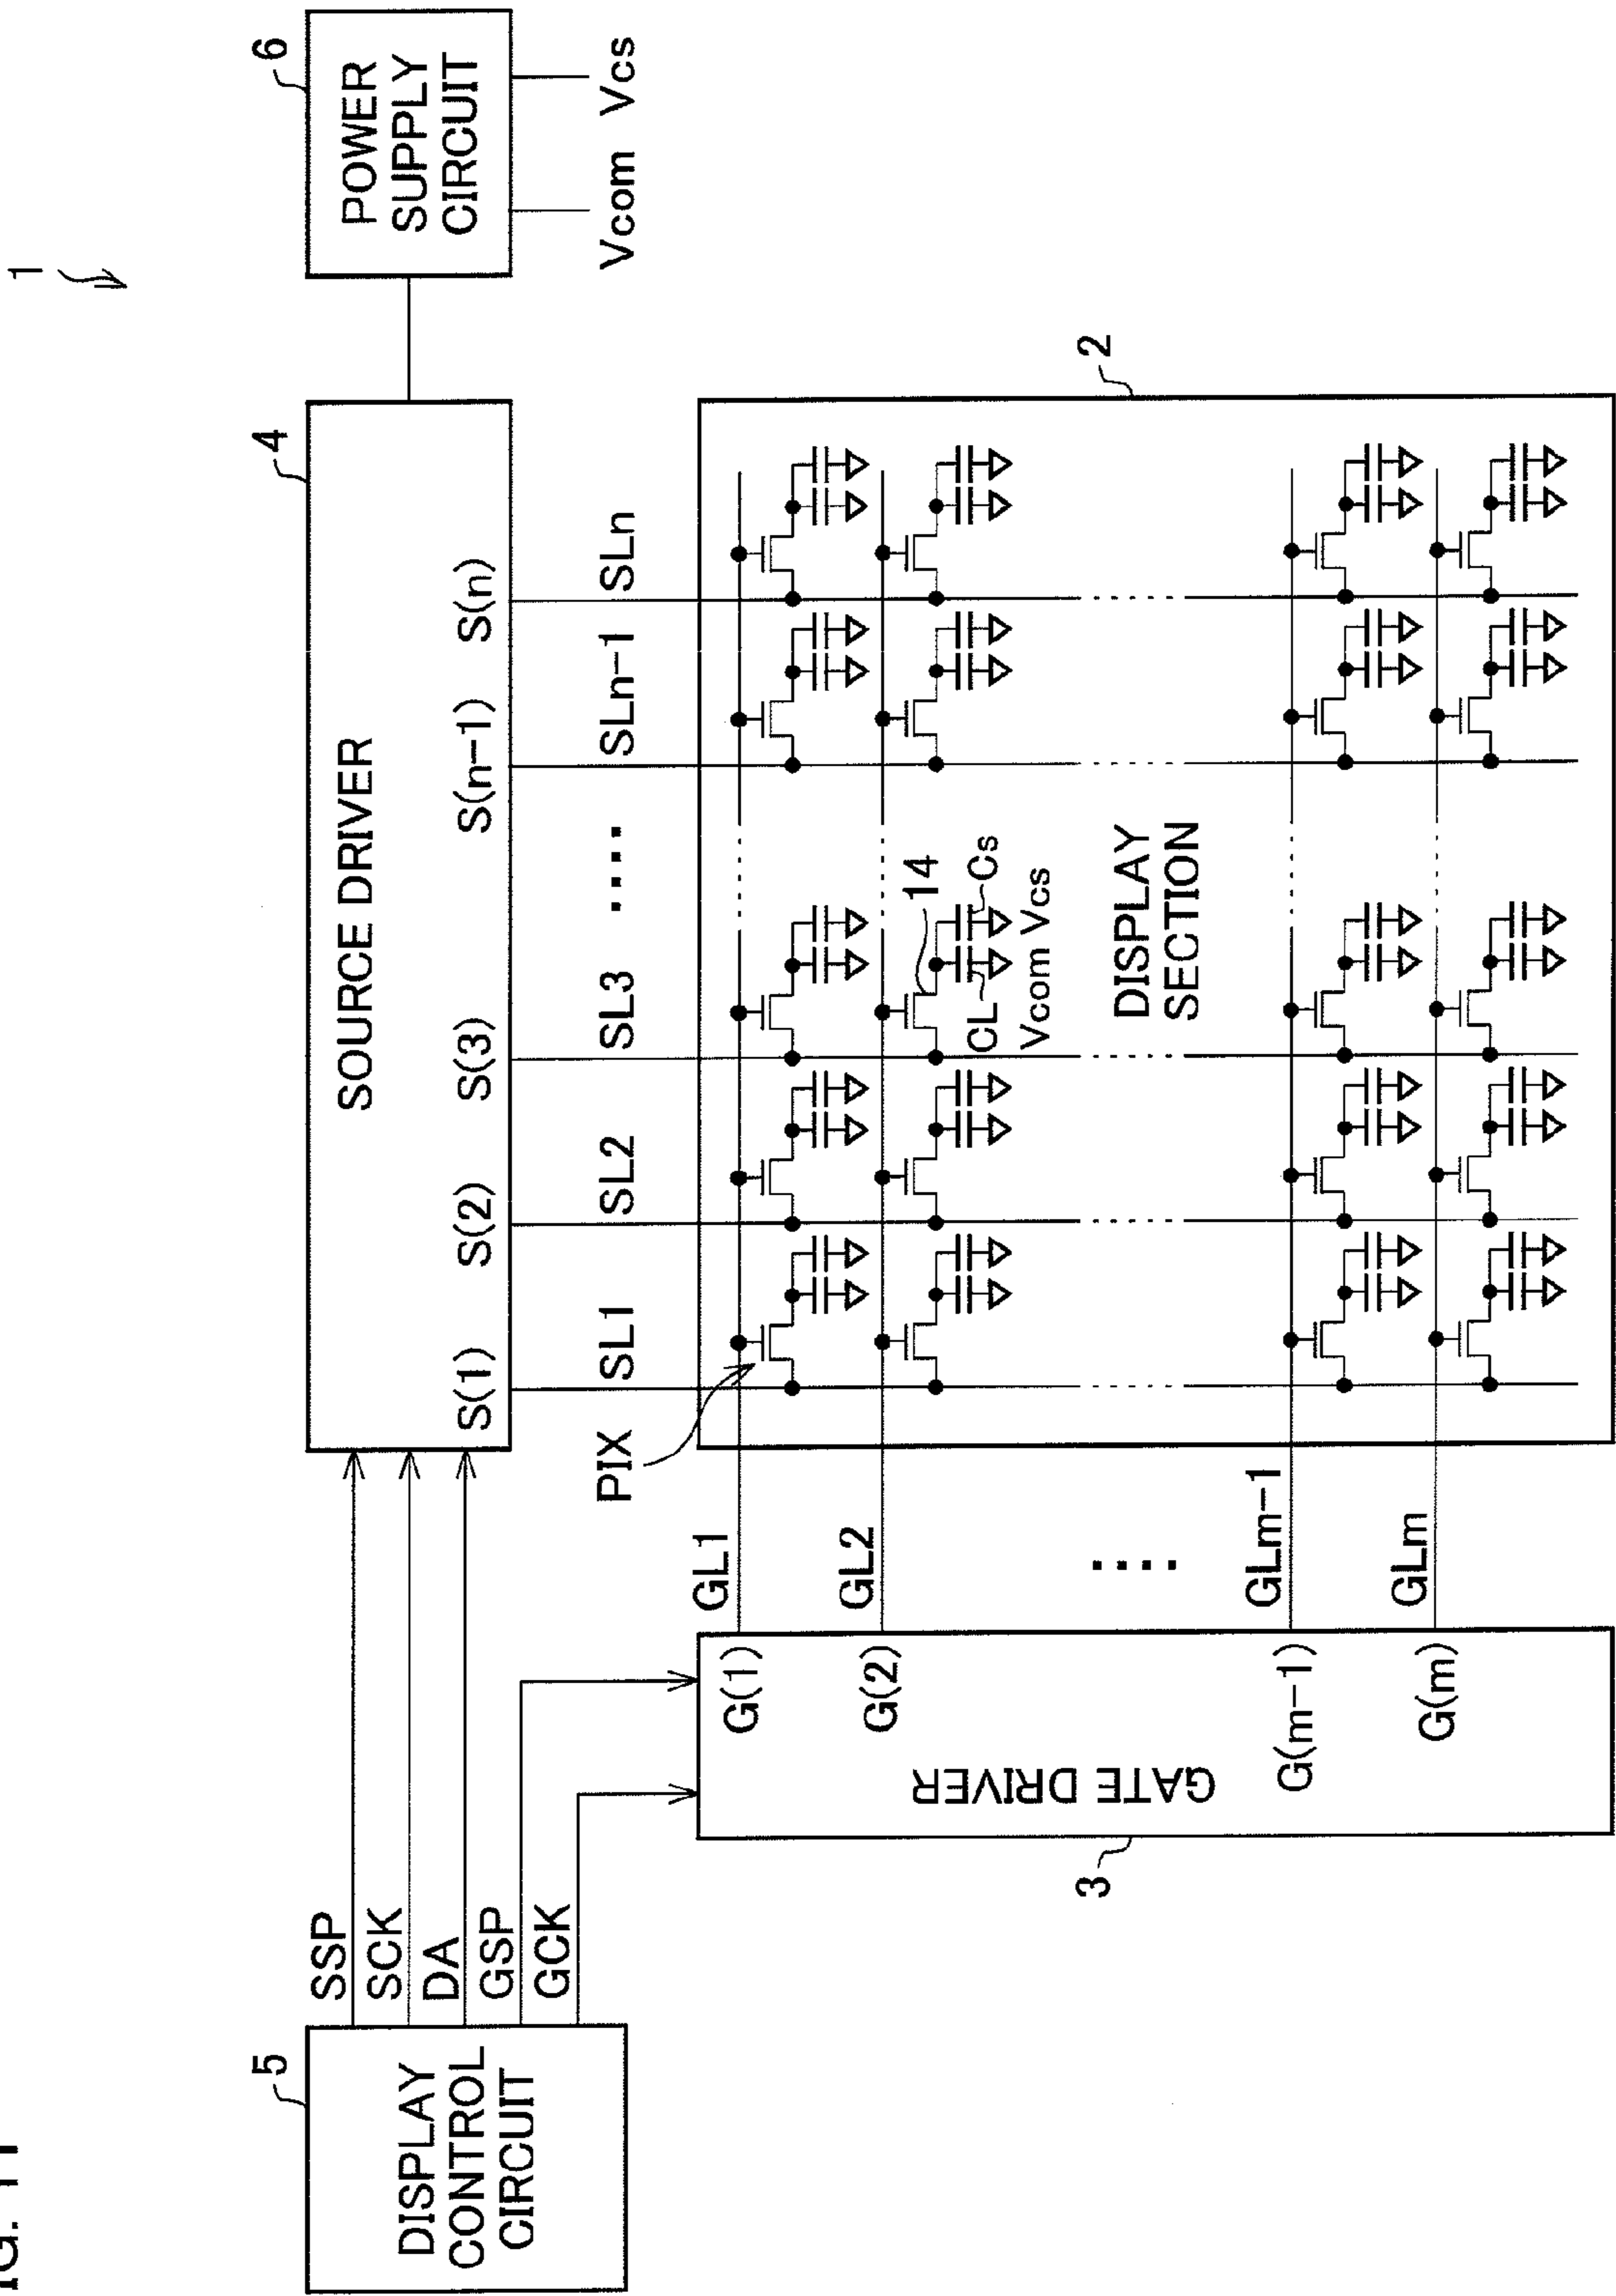 FIG. 11
1
5
DISPLAY
CONTROL
CIRCUIT
SSP
SCK
DA
GSP
GCK
4
SOURCE DRIVER
S(1)
S(2)
S(3)
S(n-1)
S(n)
6
POWER
SUPPLY
CIRCUIT
Vcom
Vcs
SL1
SL2
SL3
SLn-1
SLn
PIX
2
3
GATE DRIVER
G(1)
G(2)
G(m-1)
G(m)
GL1
GL2
GLm-1
GLm
14
CL
Cs
Vcom Vcs
DISPLAY
SECTION